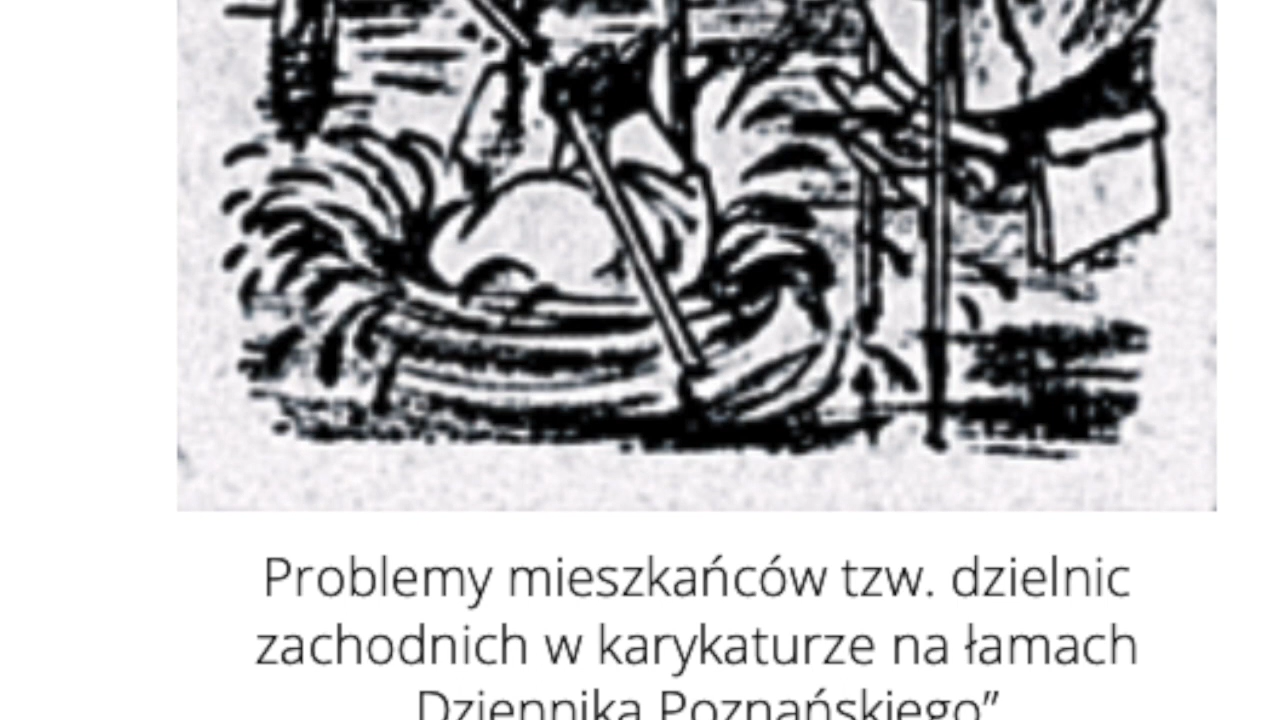 Problemy mieszkańców tzw. dzielnic
zachodnich w karykaturze na łamach
Dziennika Poznańskiego”